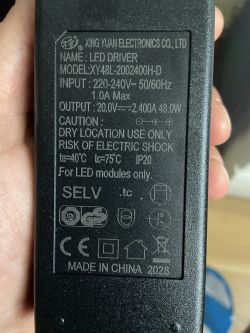 XING YUAN ELECTRONICS CO., LTD
NAME: LED DRIVER
MODEL:XY48L-2002400H-D
INPUT: 220-240V~ 50/60Hz
1.0A Max
OUTPUT: 20.0V⎓2.400A 48.0W
CAUTION :
DRY LOCATION USE ONLY
RISK OF ELECTRIC SHOCK
ta=40°C tc=75°C IP20
For LED modules only.
SELV .tc
GS
CE
MADE IN CHINA 2028